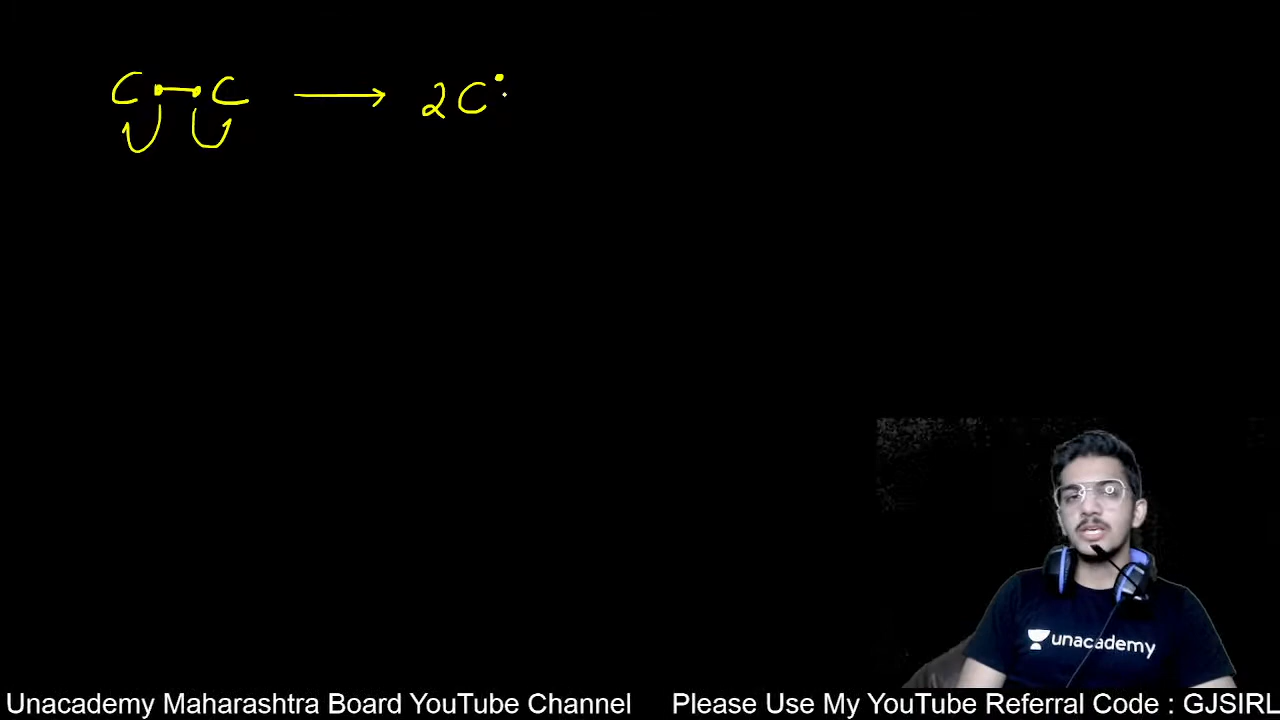 C — C ⟶ 2C•
unacademy
Unacademy Maharashtra Board YouTube Channel Please Use My YouTube Referral Code : GJSIRL